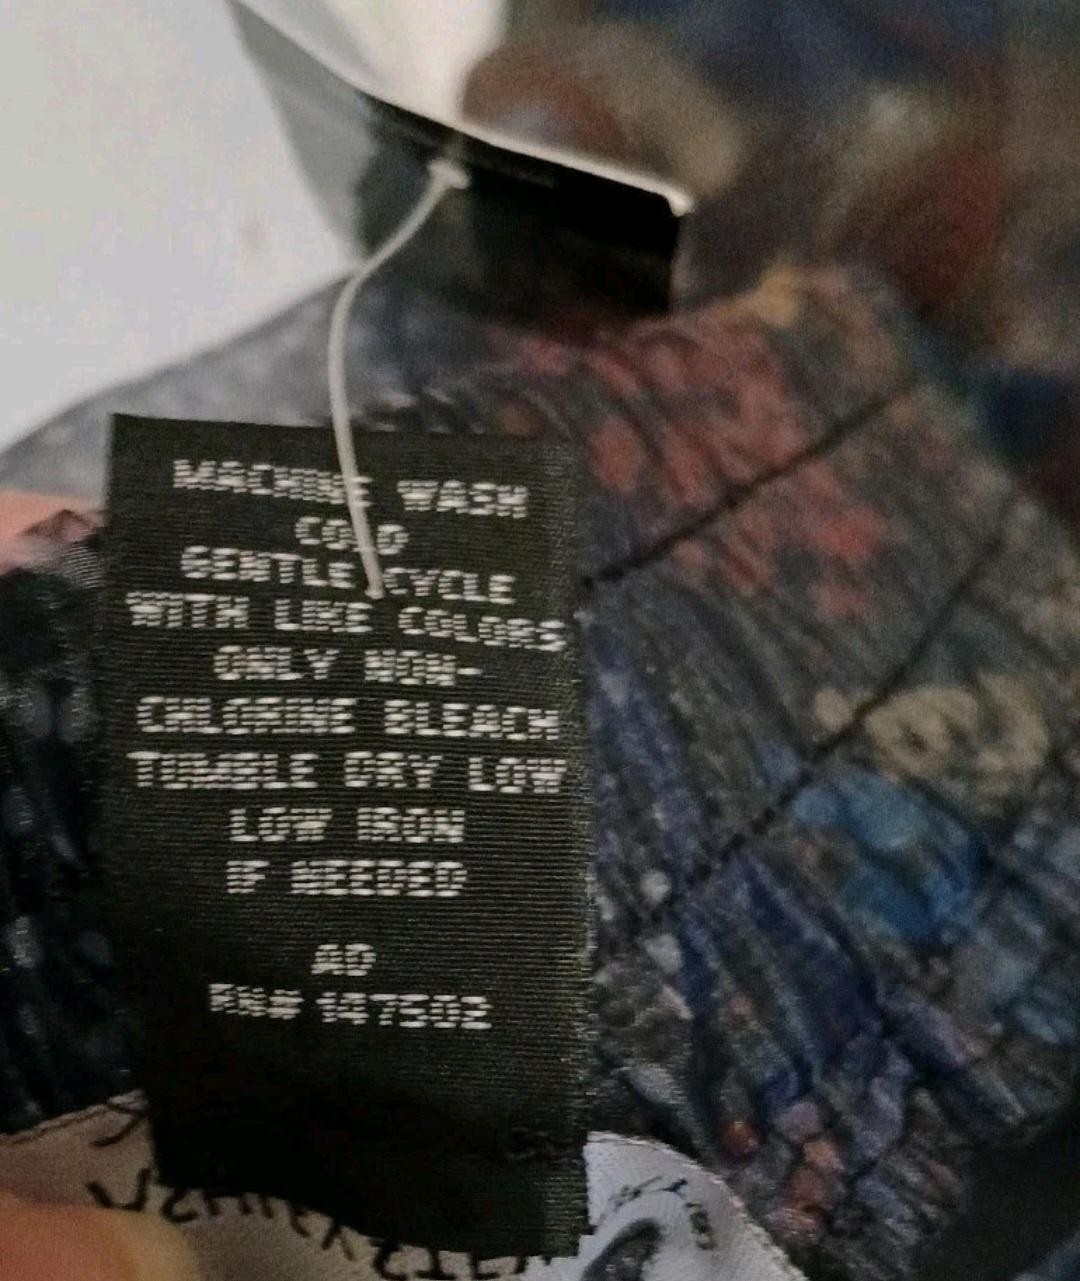 MACHINE WASH
COLD
GENTLE CYCLE
WITH LIKE COLORS
ONLY NON-
CHLORINE BLEACH
TUMBLE DRY LOW
LOW IRON
IF NEEDED
AD
RN# 147502